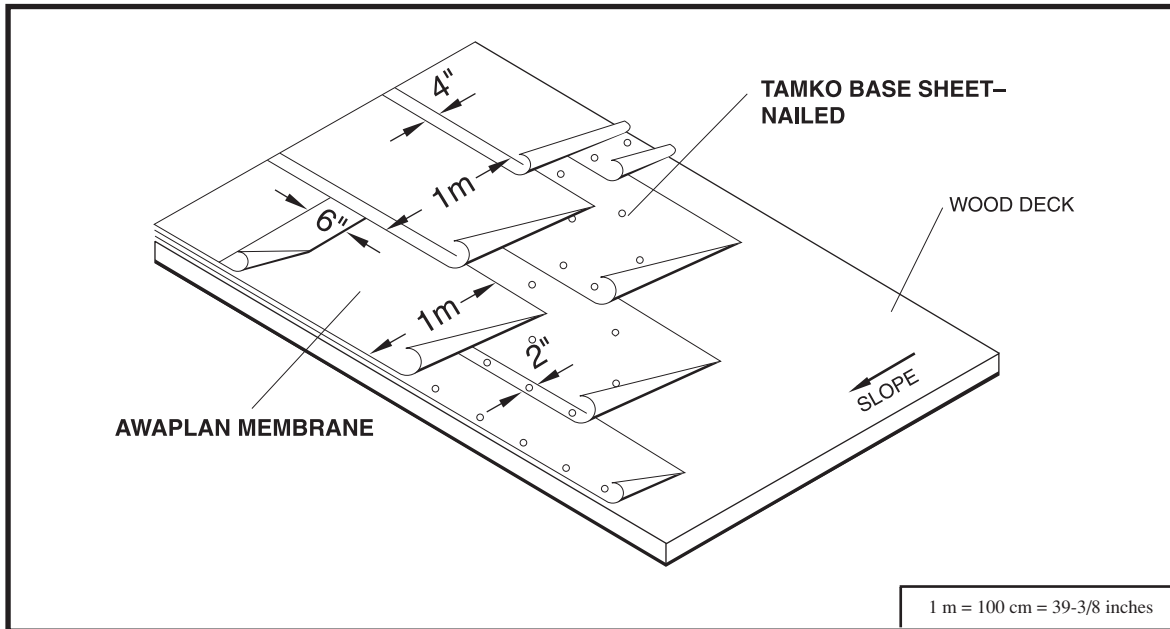 4"
TAMKO BASE SHEET–
NAILED
1m
WOOD DECK
6"
1m
2"
SLOPE
AWAPLAN MEMBRANE
1 m = 100 cm = 39-3/8 inches